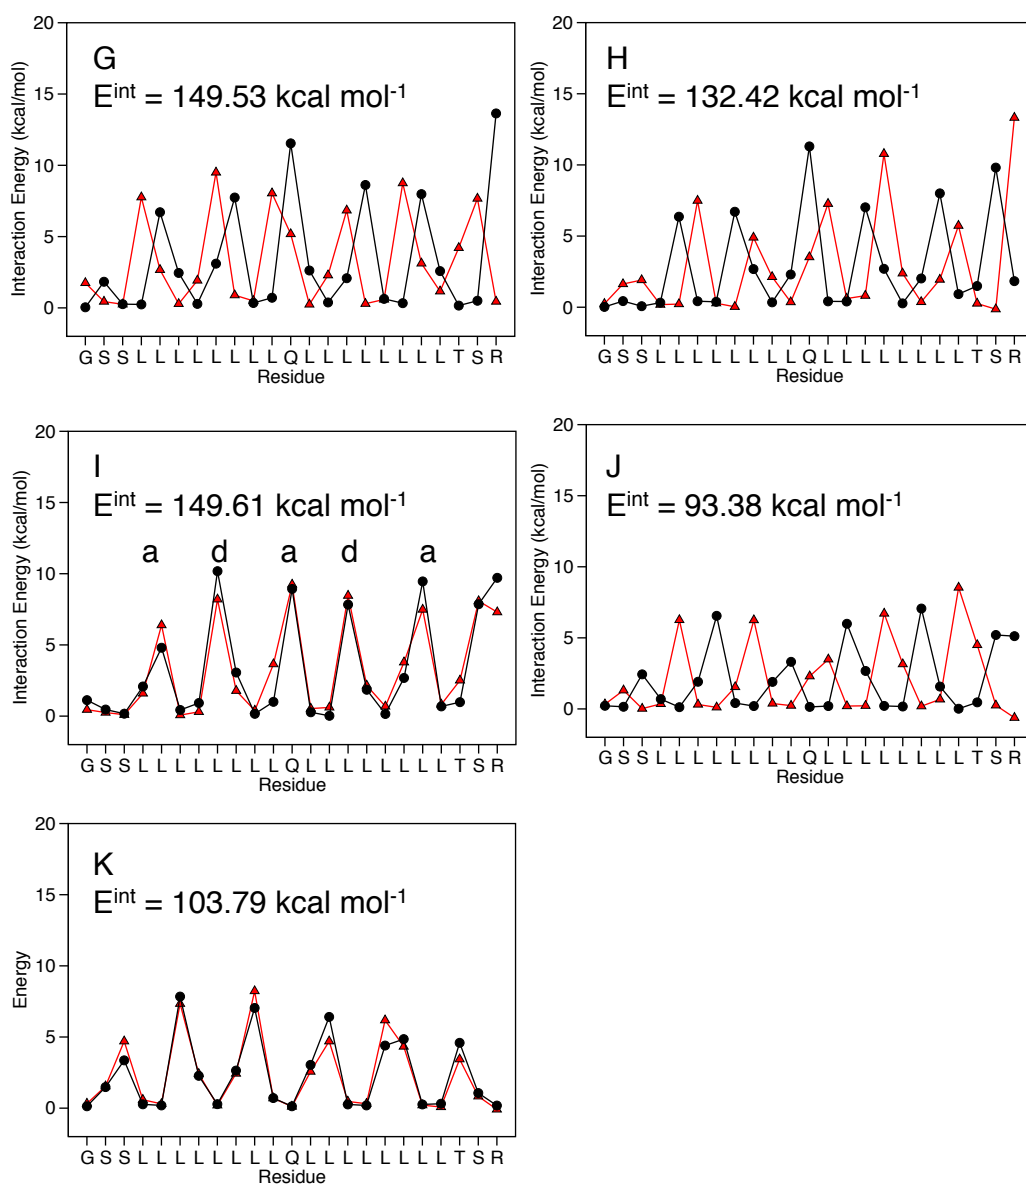 20
15
10
5
0
Interaction Energy (kcal/mol)
G
E^int = 149.53 kcal mol^-1
G S S L L L L L L L L Q L L L L L L L L T S R
Residue
20
15
10
5
0
Interaction Energy (kcal/mol)
H
E^int = 132.42 kcal mol^-1
G S S L L L L L L L L Q L L L L L L L L T S R
Residue
20
15
10
5
0
Interaction Energy (kcal/mol)
I
E^int = 149.61 kcal mol^-1
a d a d a
G S S L L L L L L L L Q L L L L L L L L T S R
Residue
20
15
10
5
0
Interaction Energy (kcal/mol)
J
E^int = 93.38 kcal mol^-1
G S S L L L L L L L L Q L L L L L L L L T S R
Residue
20
15
10
5
0
Energy
K
E^int = 103.79 kcal mol^-1
G S S L L L L L L L L Q L L L L L L L L T S R
Residue